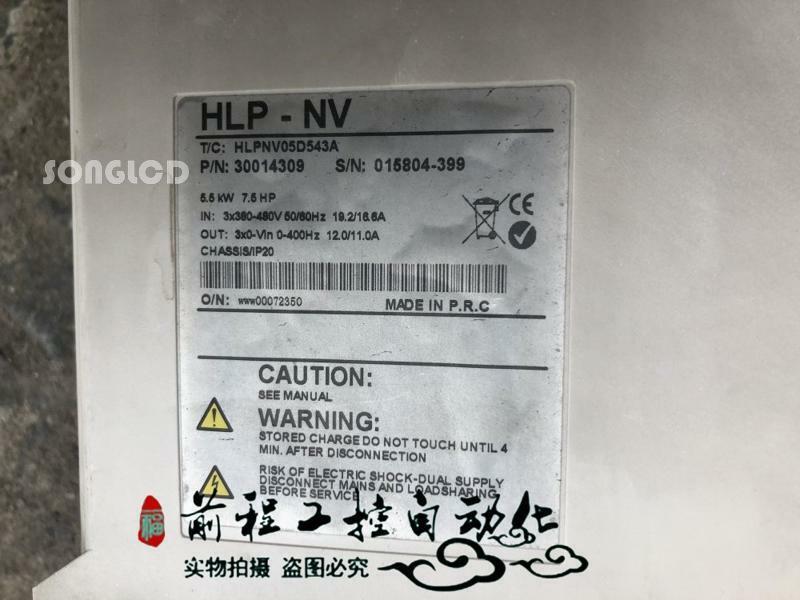 HLP - NV
T/C: HLPNV05D543A
P/N: 30014309 S/N: 015804-399
SONGLCD
5.5 kW 7.5 HP
IN: 3x380-480V 50/60Hz 19.2/16.6A
OUT: 3x0-Vin 0-400Hz 12.0/11.0A
CHASSIS/IP20
CE
O/N: www00072350 MADE IN P.R.C
CAUTION:
SEE MANUAL
WARNING:
STORED CHARGE DO NOT TOUCH UNTIL 4
MIN. AFTER DISCONNECTION
RISK OF ELECTRIC SHOCK-DUAL SUPPLY
DISCONNECT MAINS AND LOADSHARING
BEFORE SERVICE
福 前程工控自动化
实物拍摄 盗图必究